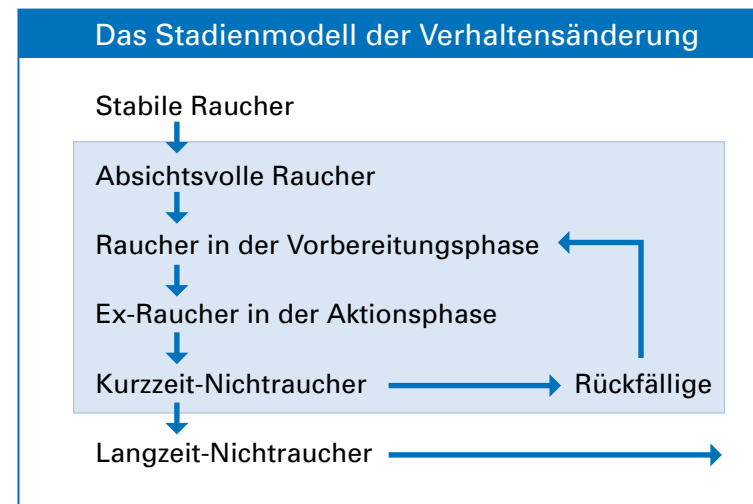 Das Stadienmodell der Verhaltensänderung
Stabile Raucher
Absichtsvolle Raucher
Raucher in der Vorbereitungsphase
Ex-Raucher in der Aktionsphase
Kurzzeit-Nichtraucher
Rückfällige
Langzeit-Nichtraucher